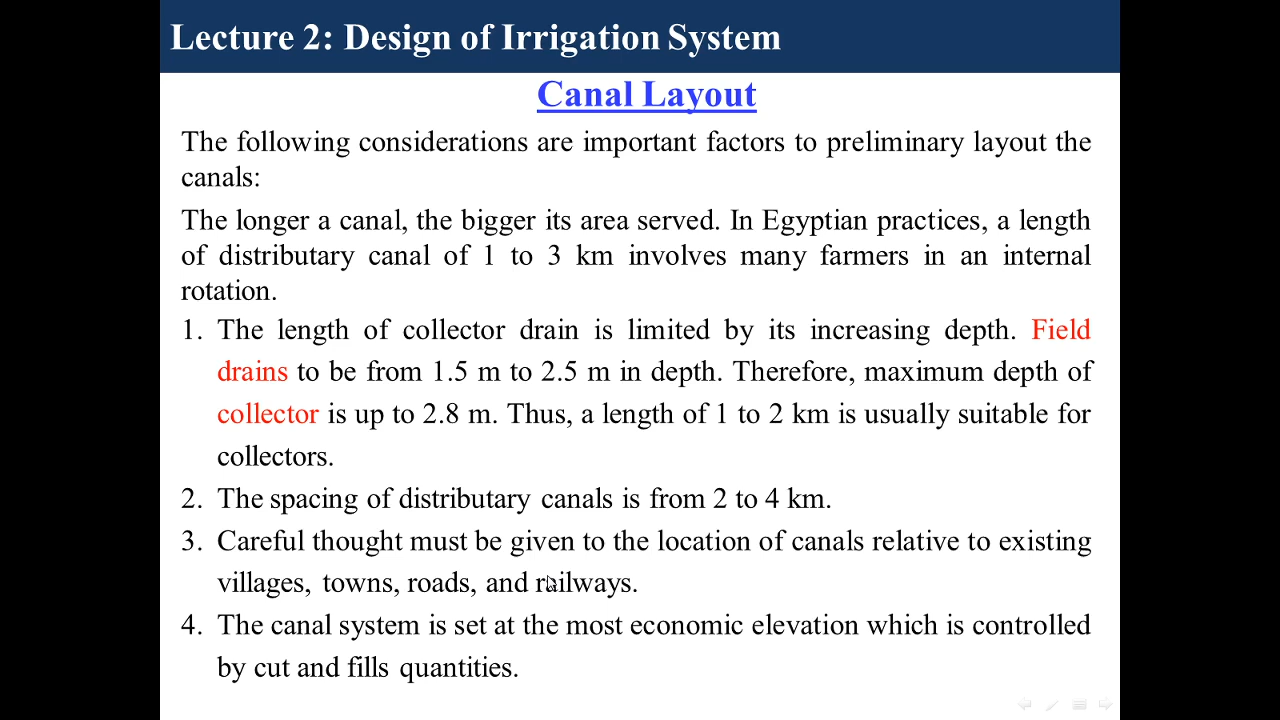 Lecture 2: Design of Irrigation System
Canal Layout
The following considerations are important factors to preliminary layout the
canals:
The longer a canal, the bigger its area served. In Egyptian practices, a length
of distributary canal of 1 to 3 km involves many farmers in an internal
rotation.
1. The length of collector drain is limited by its increasing depth. Field
drains to be from 1.5 m to 2.5 m in depth. Therefore, maximum depth of
collector is up to 2.8 m. Thus, a length of 1 to 2 km is usually suitable for
collectors.
2. The spacing of distributary canals is from 2 to 4 km.
3. Careful thought must be given to the location of canals relative to existing
villages, towns, roads, and railways.
4. The canal system is set at the most economic elevation which is controlled
by cut and fills quantities.